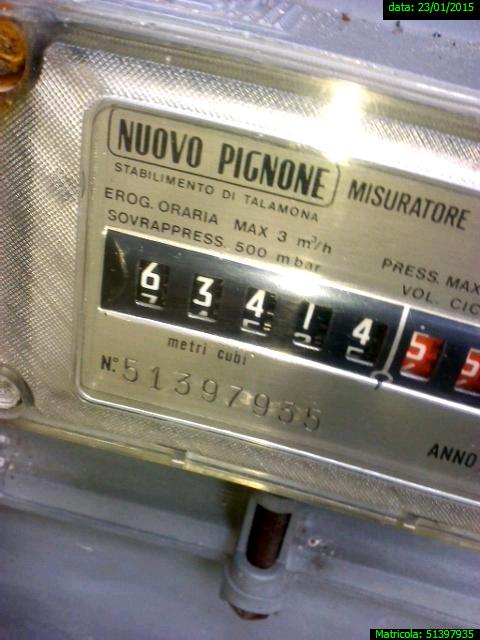 data: 23/01/2015
NUOVO PIGNONE
MISURATORE
STABILIMENTO DI TALAMONA
EROG. ORARIA MAX 3 m³/h
SOVRAPPRESS. 500 mbar
PRESS. MAX
VOL. CIC
6 3 4 1 4 5 5
metri cubi
N° 51397935
ANNO
Matricola: 51397935